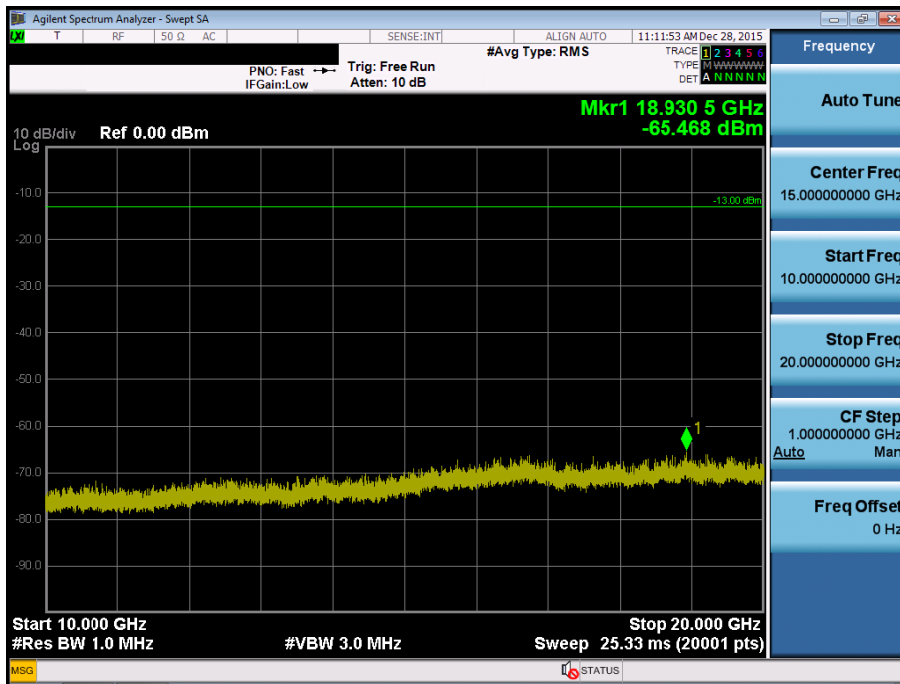 Agilent Spectrum Analyzer - Swept SA
LXI T RF 50 Ω AC SENSE:INT ALIGN AUTO 11:11:53 AM Dec 28, 2015
PNO: Fast
IFGain:Low
Trig: Free Run
Atten: 10 dB
#Avg Type: RMS
TRACE 1 2 3 4 5 6
TYPE M WWWWW
DET A N N N N N
Mkr1 18.930 5 GHz
-65.468 dBm
10 dB/div Ref 0.00 dBm
Log
-10.0
-13.00 dBm
-20.0
-30.0
-40.0
-50.0
-60.0
1
-70.0
-80.0
-90.0
Start 10.000 GHz Stop 20.000 GHz
#Res BW 1.0 MHz #VBW 3.0 MHz Sweep 25.33 ms (20001 pts)
MSG STATUS
Frequency
Auto Tune
Center Freq
15.000000000 GHz
Start Freq
10.000000000 GHz
Stop Freq
20.000000000 GHz
CF Step
1.000000000 GHz
Auto Man
Freq Offset
0 Hz